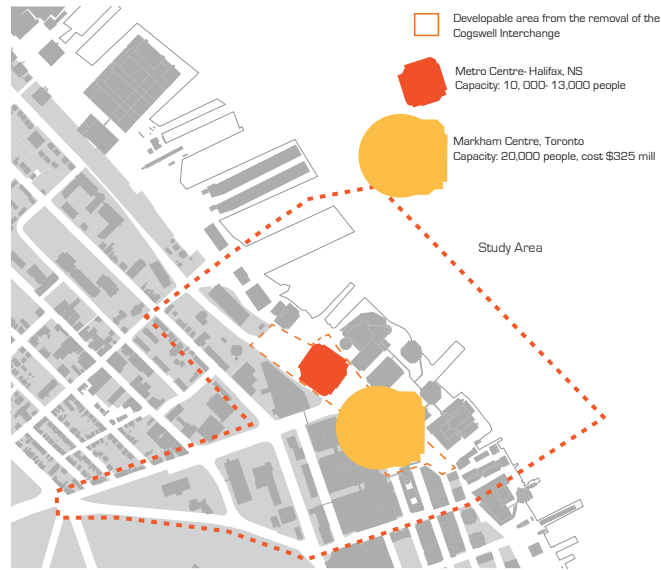 Developable area from the removal of the
Cogswell Interchange
Metro Centre- Halifax, NS
Capacity: 10, 000- 13,000 people
Markham Centre, Toronto
Capacity: 20,000 people, cost $325 mill
Study Area